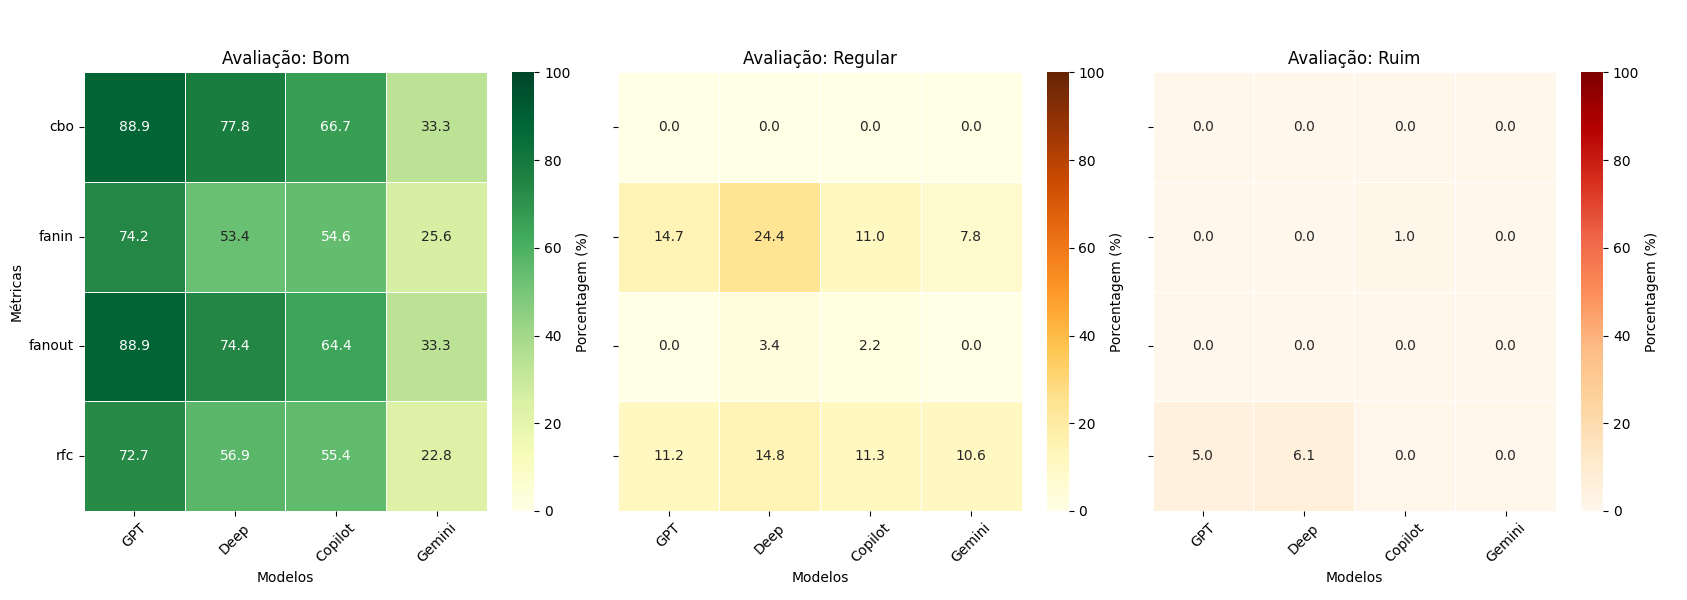 Avaliação: Bom
Métricas
cbo 88.9 77.8 66.7 33.3
fanin 74.2 53.4 54.6 25.6
fanout 88.9 74.4 64.4 33.3
rfc 72.7 56.9 55.4 22.8
GPT Deep Copilot Gemini
Modelos
100
80
60
40
20
0
Porcentagem (%)
Avaliação: Regular
0.0 0.0 0.0 0.0
14.7 24.4 11.0 7.8
0.0 3.4 2.2 0.0
11.2 14.8 11.3 10.6
GPT Deep Copilot Gemini
Modelos
100
80
60
40
20
0
Porcentagem (%)
Avaliação: Ruim
0.0 0.0 0.0 0.0
0.0 0.0 1.0 0.0
0.0 0.0 0.0 0.0
5.0 6.1 0.0 0.0
GPT Deep Copilot Gemini
Modelos
100
80
60
40
20
0
Porcentagem (%)